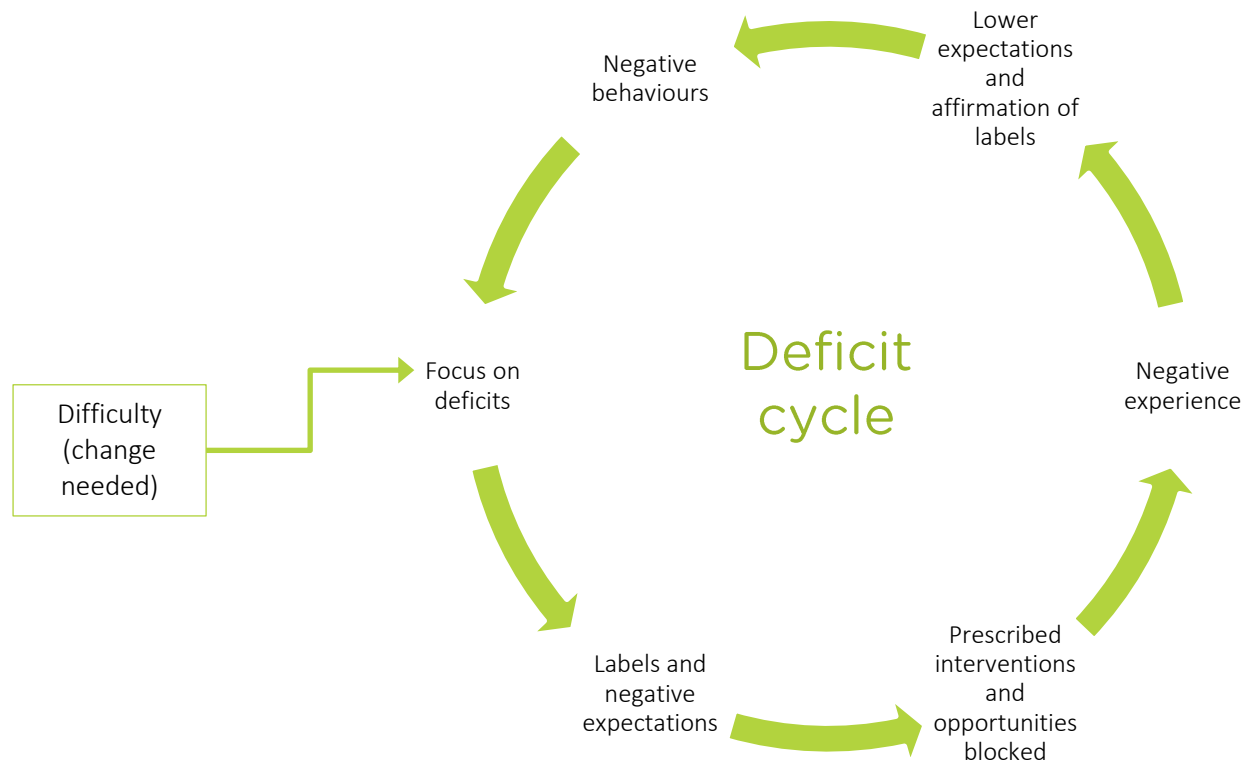 Lower
expectations
and
affirmation of
labels
Negative
behaviours
Deficit
cycle
Focus on
deficits
Negative
experience
Difficulty
(change
needed)
Labels and
negative
expectations
Prescribed
interventions
and
opportunities
blocked